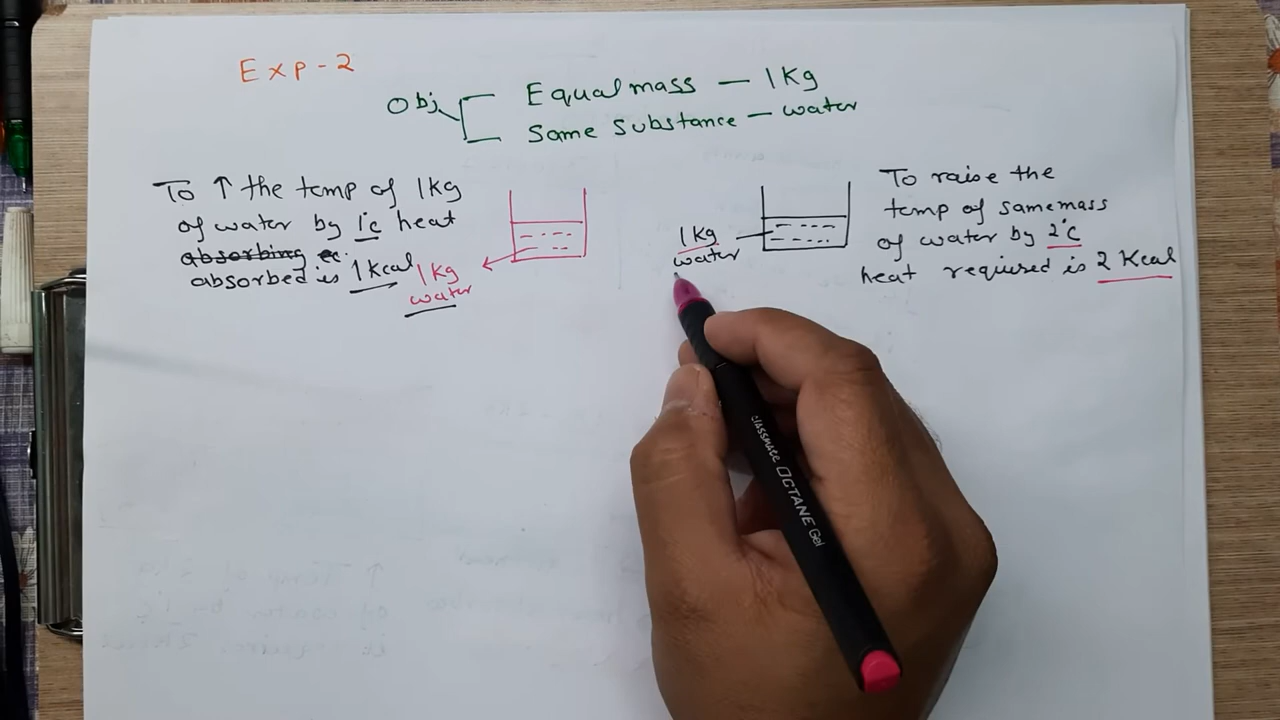 Exp-2
Obj
Equal mass — 1Kg
Same Substance — water
To ↑ the temp of 1kg
of water by 1°c heat
absorbing
absorbed is 1Kcal
1Kg
water
1Kg
water
To raise the
temp of same mass
of water by 2°C
heat required is 2 Kcal
classmate OCTANE Gel